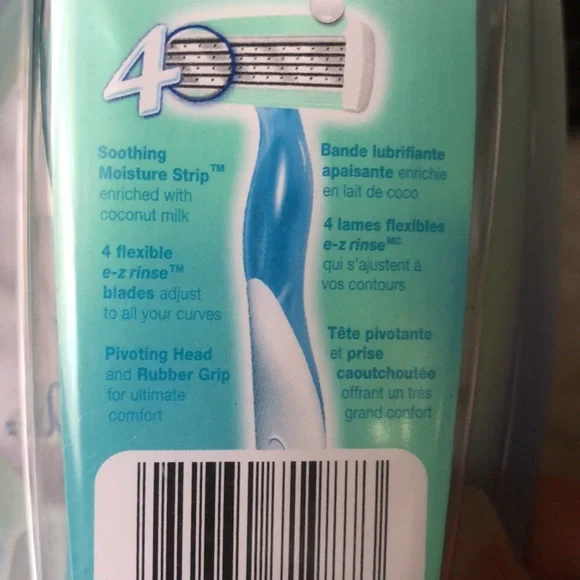 4
Soothing
Moisture Strip™
enriched with
coconut milk
4 flexible
e-z rinse™
blades adjust
to all your curves
Pivoting Head
and Rubber Grip
for ultimate
comfort
Bande lubrifiante
apaisante enrichie
en lait de coco
4 lames flexibles
e-z rinse MC
qui s'ajustent à
vos contours
Tête pivotante
et prise
caoutchoutée
offrant un très
grand confort